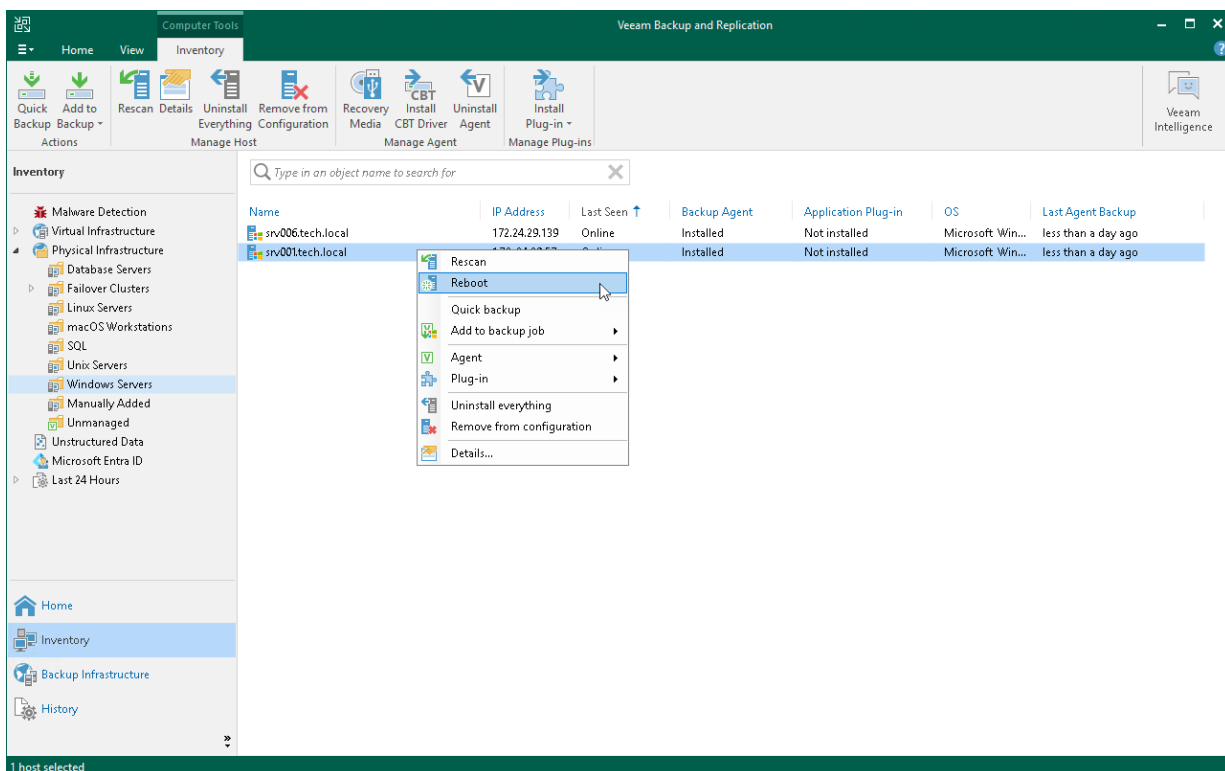 Computer Tools
Veeam Backup and Replication
Home View Inventory
Quick Backup
Add to Backup
Actions
Rescan
Details
Uninstall Everything
Remove from Configuration
Manage Host
Recovery Media
CBT
Install CBT Driver
Uninstall Agent
Manage Agent
Install Plug-in
Manage Plug-ins
Veeam Intelligence
Inventory
Type in an object name to search for
Malware Detection
Virtual Infrastructure
Physical Infrastructure
Database Servers
Failover Clusters
Linux Servers
macOS Workstations
SQL
Unix Servers
Windows Servers
Manually Added
Unmanaged
Unstructured Data
Microsoft Entra ID
Last 24 Hours
Name IP Address Last Seen Backup Agent Application Plug-in OS Last Agent Backup
srv006.tech.local 172.24.29.139 Online Installed Not installed Microsoft Win... less than a day ago
srv001.tech.local Installed Not installed Microsoft Win... less than a day ago
Rescan
Reboot
Quick backup
Add to backup job
Agent
Plug-in
Uninstall everything
Remove from configuration
Details...
Home
Inventory
Backup Infrastructure
History
1 host selected